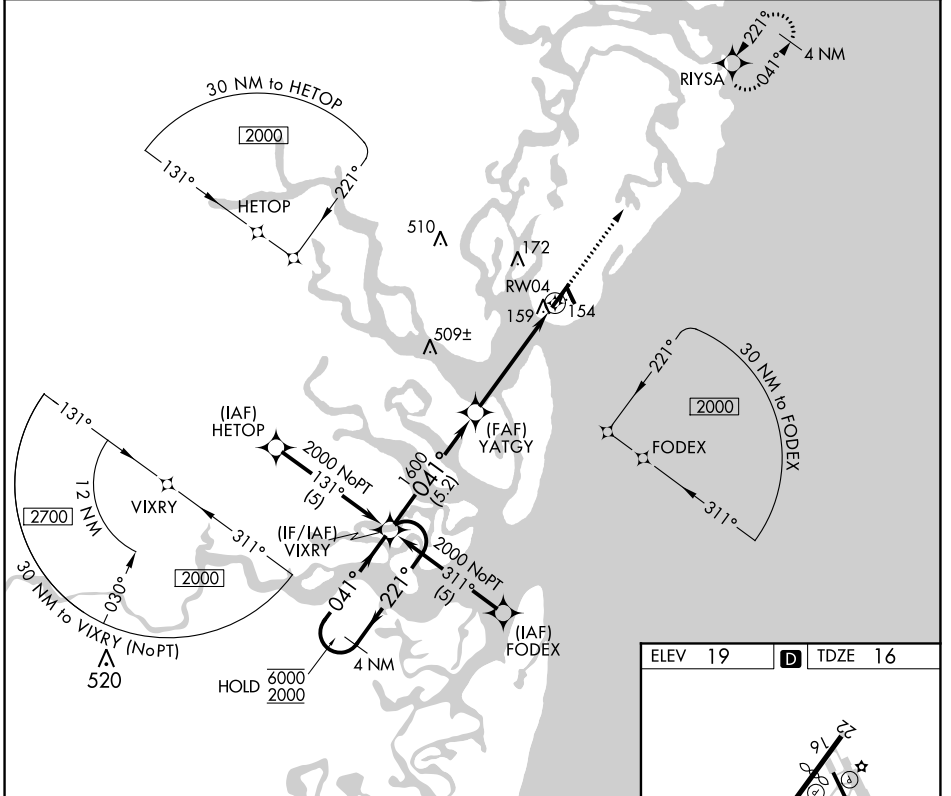 221°
4 NM
041°
RIYSA
30 NM to HETOP
2000
131°
221°
HETOP
510
172
RW04
159
154
509±
221°
30 NM to FODEX
2000
FODEX
311°
(IAF)
HETOP
2000 NoPT
131°
(5)
(FAF)
YATGY
1600
041°
(5.2)
131°
12 NM
VIXRY
2700
311°
2000
030°
30 NM to VIXRY (NoPT)
520
(IF/IAF)
VIXRY
2000 NoPT
311°
(5)
(IAF)
FODEX
041°
221°
4 NM
HOLD 6000
2000
ELEV 19 D TDZE 16
22
16
P
P